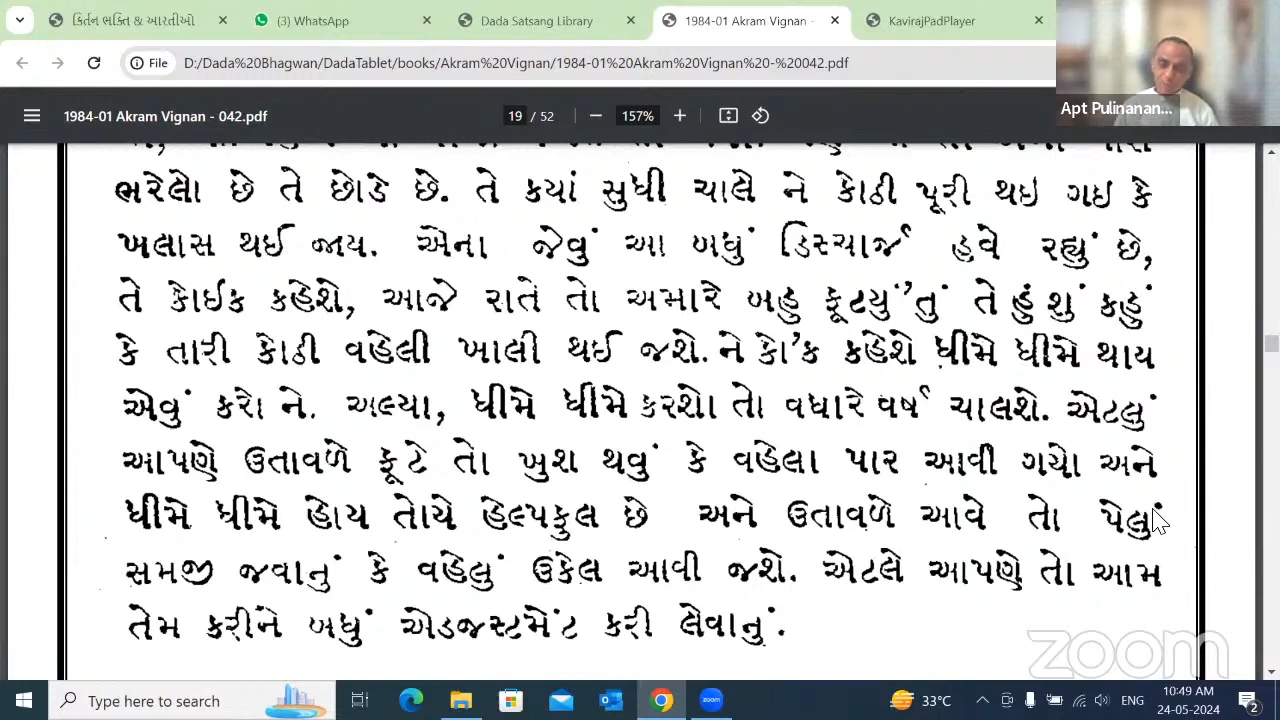 કિર્તન ભક્તિ & આરતીઓ
(3) WhatsApp
Dada Satsang Library
1984-01 Akram Vignan -
KavirajPadPlayer
File
D:/Dada%20Bhagwan/DadaTablet/books/Akram%20Vignan/1984-01%20Akram%20Vignan%20-%20042.pdf
Apt Pulinanan...
1984-01 Akram Vignan - 042.pdf
19 / 52
157%
ભરેલો છે તે છોડે છે. તે કયાં સુધી ચાલે ને કોઠી પૂરી થઇ ગઇ કે
ખલાસ થઈ જાય. એના જેવું આ બધું ડિસ્ચાર્જ હવે રહ્યું છે,
તે કોઈક કહેશે, આજે રાતે તો અમારે બહુ ફૂટયું'તું તે હું શું કહું
કે તારી કોઠી વહેલી ખાલી થઈ જશે. ને કો'ક કહેશે ધીમે ધીમે થાય
એવું કરો ને. અલ્યા, ધીમે ધીમે કરશો તો વધારે વર્ષ ચાલશે. એટલું
આપણે ઉતાવળે ફૂટે તો ખુશ થવું કે વહેલા પાર આવી ગયો અને
ધીમે ધીમે હોય તોયે હેલ્પફુલ છે અને ઉતાવળે આવે તો પેલું
સમજી જવાનું કે વહેલું ઉકેલ આવી જશે. એટલે આપણે તો આમ
તેમ કરીને બધું એડજસ્ટમેંટ કરી લેવાનું.
zoom
Type here to search
zoom
33°C
ENG
10:49 AM
24-05-2024
2